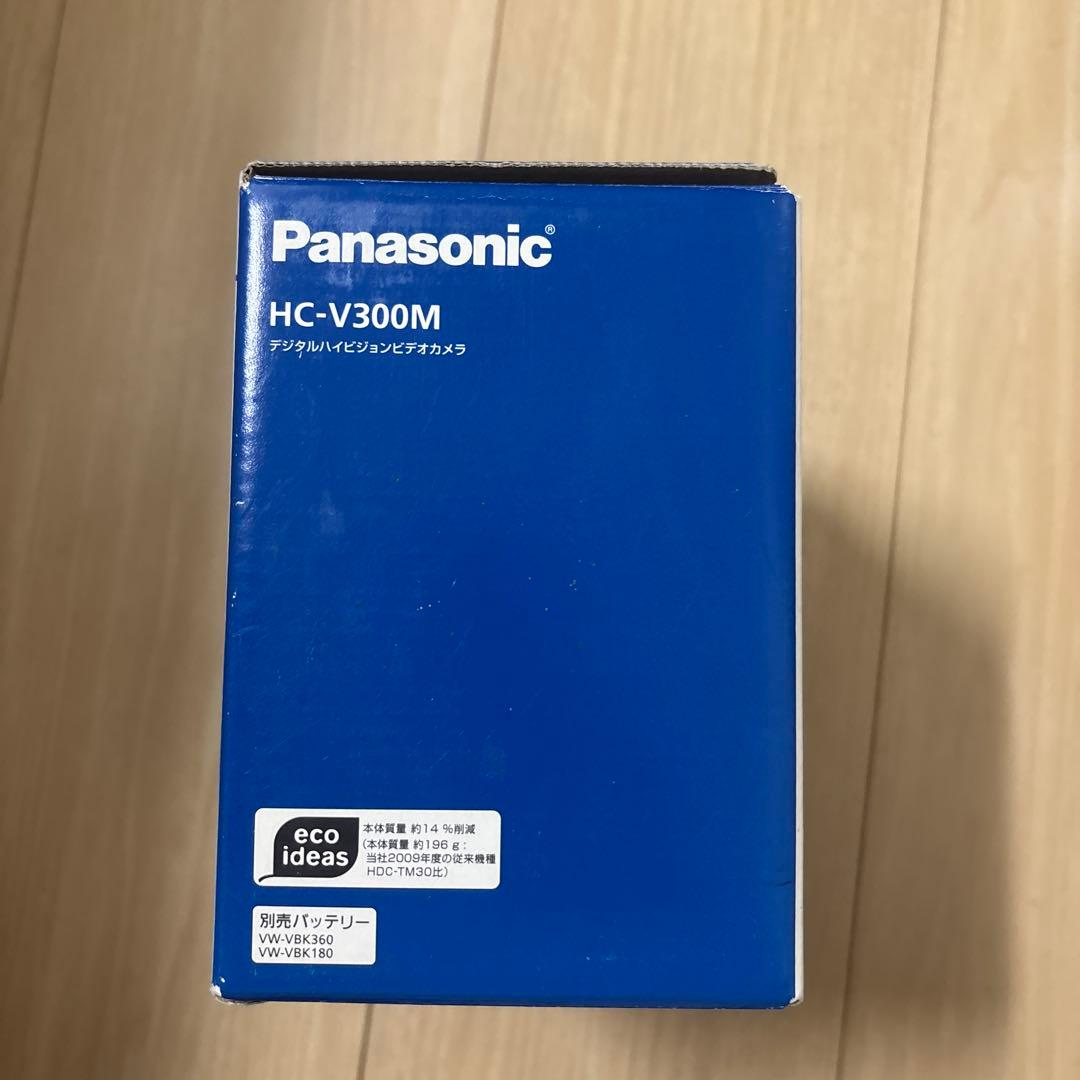 Panasonic®
HC-V300M
デジタルハイビジョンビデオカメラ
eco
ideas
本体質量 約14 %削減
(本体質量 約196 g:
当社2009年度の従来機種
HDC-TM30比)
別売バッテリー
VW-VBK360
VW-VBK180